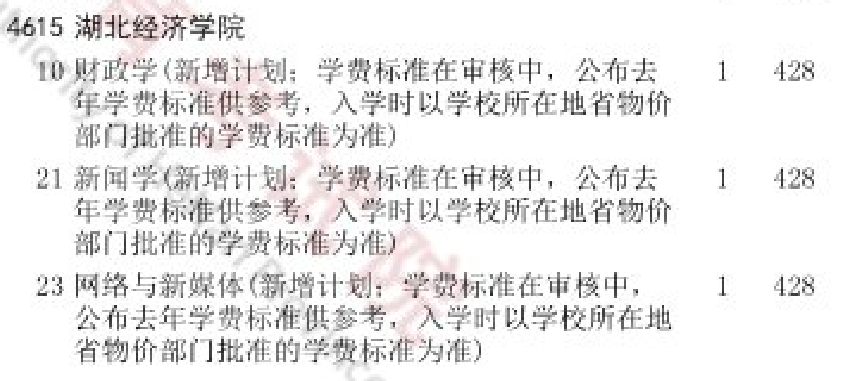 4615 湖北经济学院
10 财政学(新增计划; 学费标准在审核中, 公布去 1 428
年学费标准供参考, 入学时以学校所在地省物价
部门批准的学费标准为准)
21 新闻学(新增计划; 学费标准在审核中, 公布去 1 428
年学费标准供参考, 入学时以学校所在地省物价
部门批准的学费标准为准)
23 网络与新媒体(新增计划; 学费标准在审核中, 1 428
公布去年学费标准供参考, 入学时以学校所在地
省物价部门批准的学费标准为准)